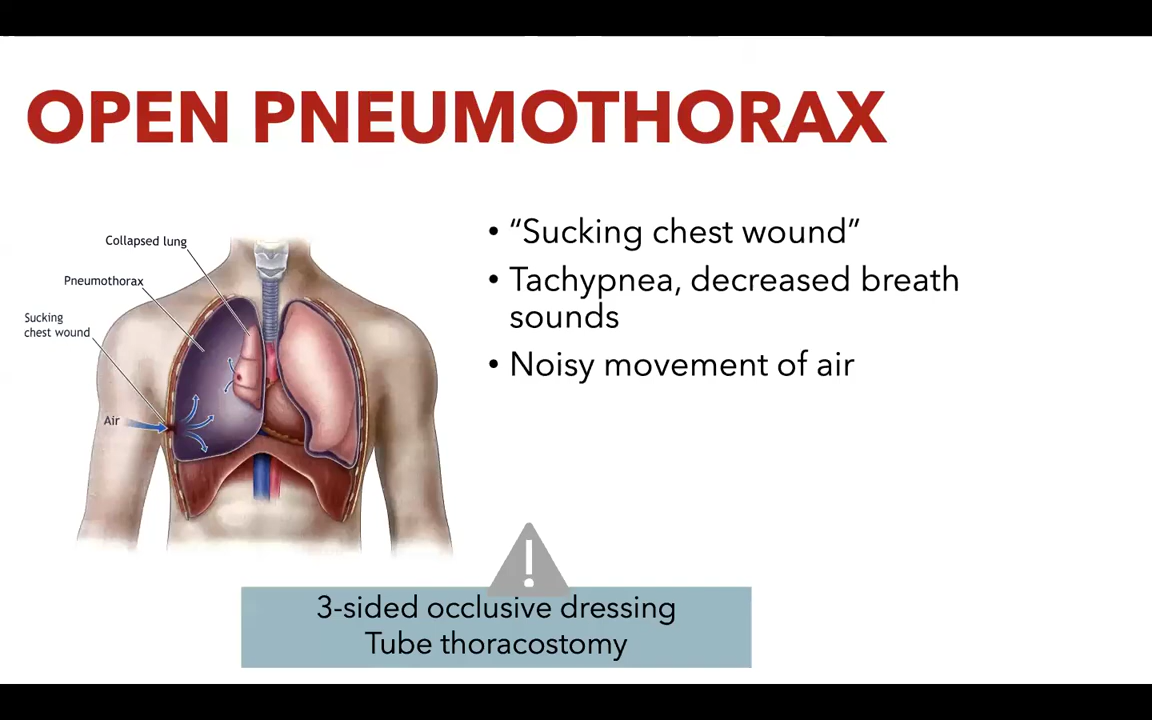 OPEN PNEUMOTHORAX
Collapsed lung
Pneumothorax
Sucking
chest wound
Air
• “Sucking chest wound”
• Tachypnea, decreased breath
sounds
• Noisy movement of air
!
3-sided occlusive dressing
Tube thoracostomy